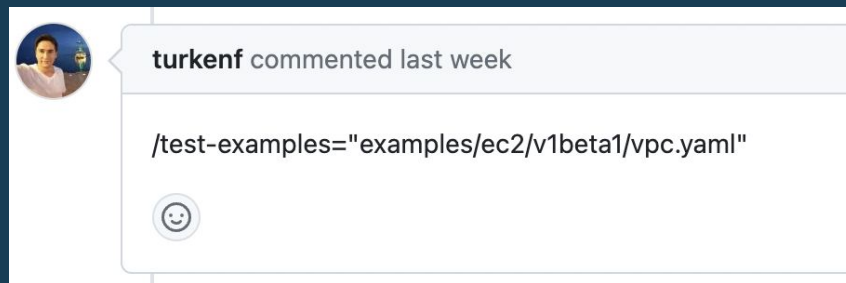 turkenf commented last week
/test-examples="examples/ec2/v1beta1/vpc.yaml"